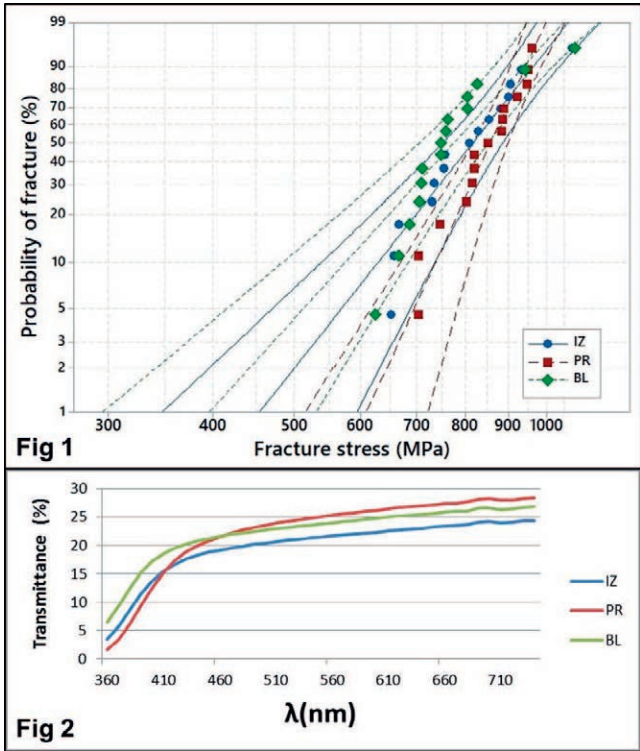 99
90
80
70
60
50
40
30
20
10
5
3
2
1
Probability of fracture (%)
IZ
PR
BL
300 400 500 600 700 800 900 1000
Fig 1
Fracture stress (MPa)
30
25
20
15
10
5
0
Transmittance (%)
IZ
PR
BL
360 410 460 510 560 610 660 710
Fig 2
λ(nm)